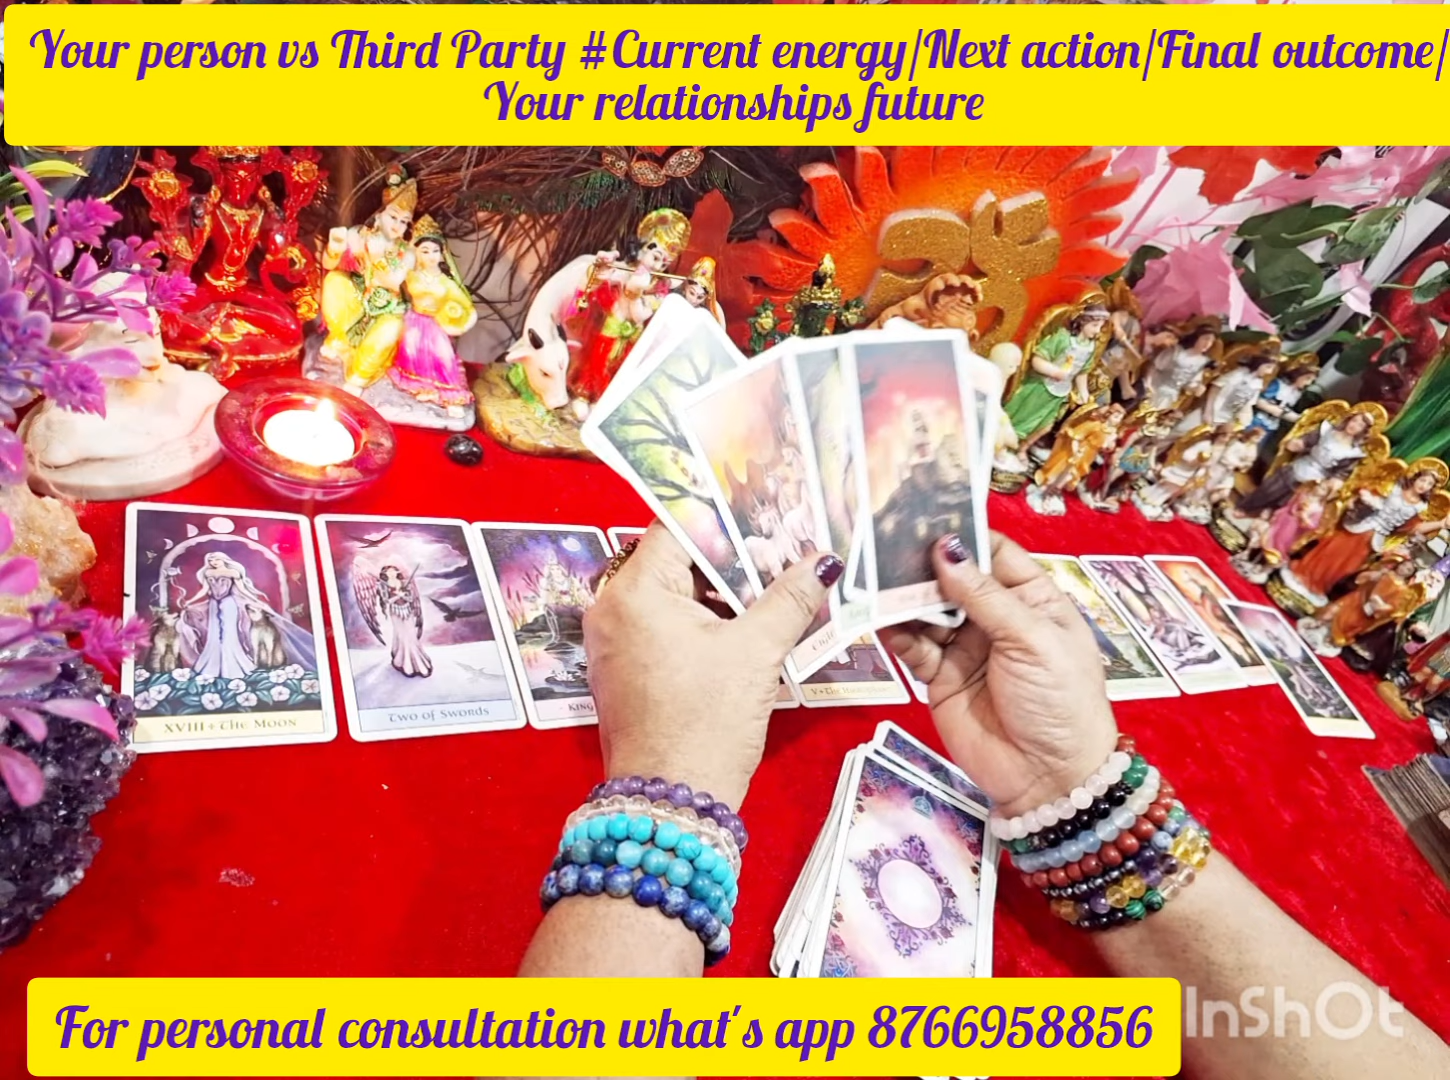 Your person vs Third Party #Current energy/Next action/Final outcome/
Your relationships future
XVIII + The Moon
Two of Swords
KING
For personal consultation what's app 8766958856
InShOt